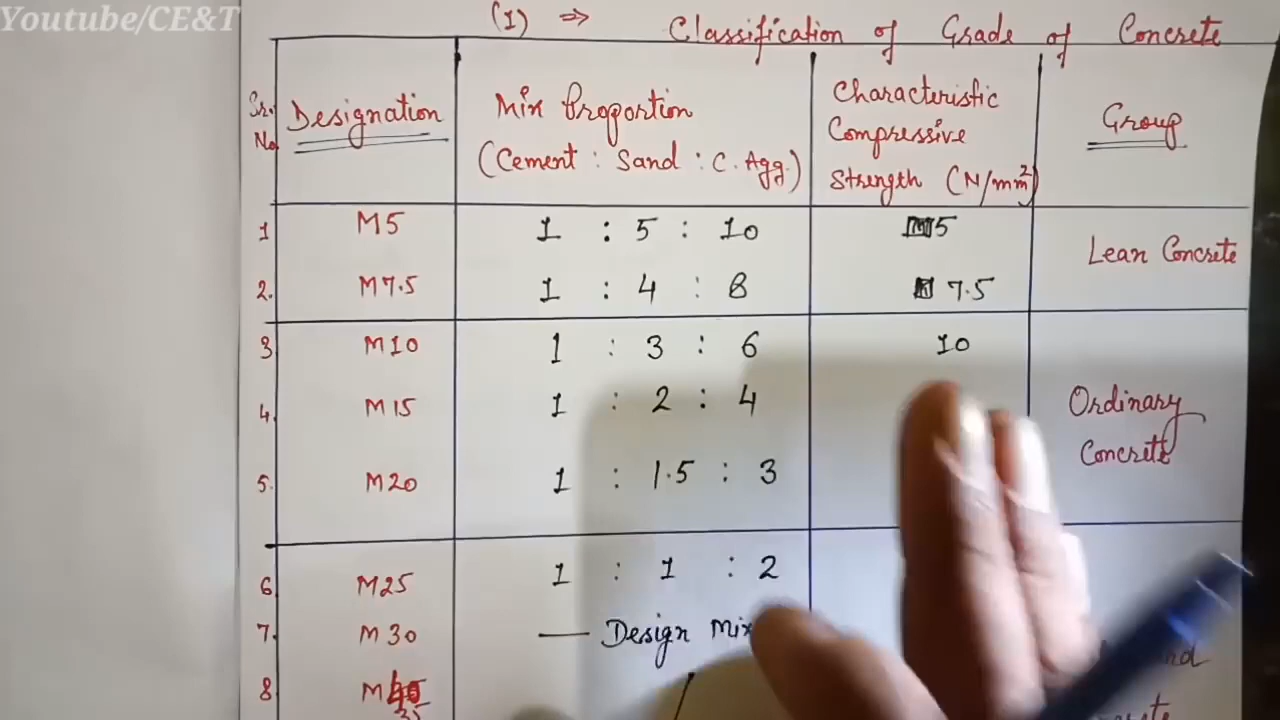 Youtube/CE&T
(1) ⇒ Classification of Grade of Concrete
Sr. No.
Designation
Mix Proportion
(Cement : Sand : C. Agg.)
Characteristic
Compressive
Strength (N/mm²)
Group
1 M5 1 : 5 : 10 5
Lean Concrete
2. M7.5 1 : 4 : 8 7.5
3 M10 1 : 3 : 6 10
4. M15 1 : 2 : 4
Ordinary
Concrete
5. M20 1 : 1.5 : 3
6 M25 1 : 1 : 2
7. M30 — Design Mix
8 M